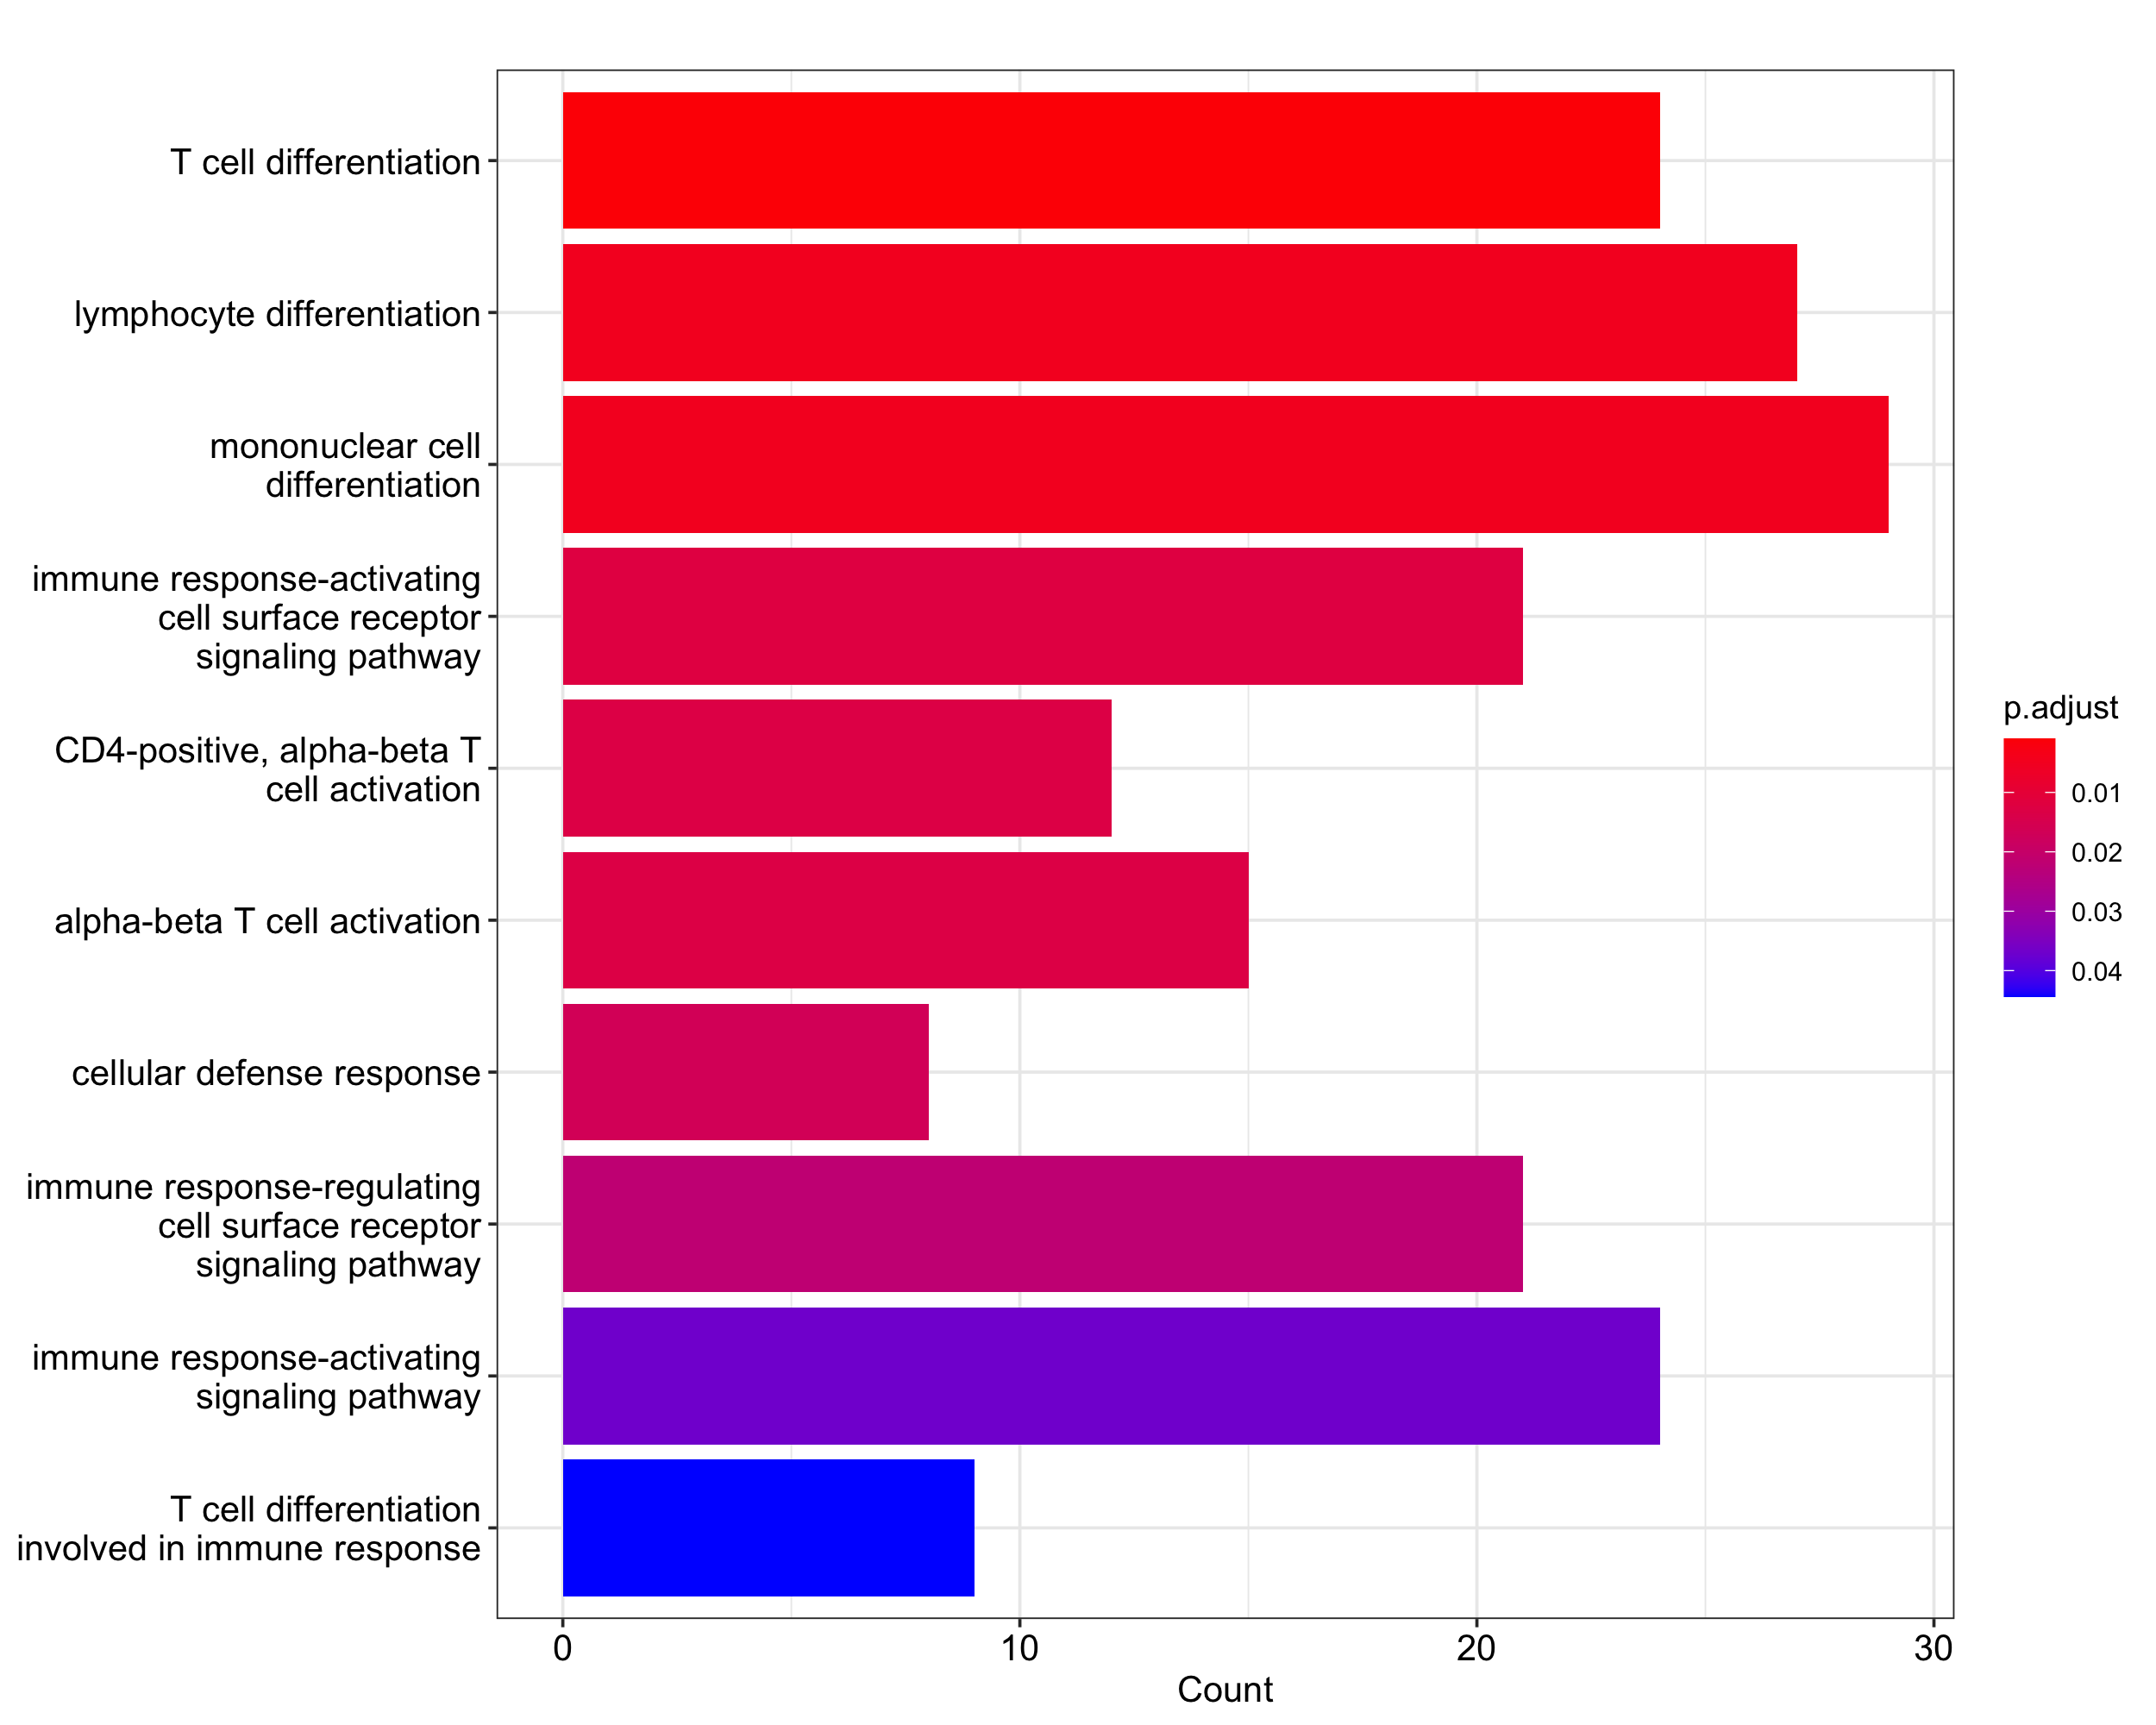 T cell differentiation
lymphocyte differentiation
mononuclear cell
differentiation
immune response-activating
cell surface receptor
signaling pathway
CD4-positive, alpha-beta T
cell activation
alpha-beta T cell activation
cellular defense response
immune response-regulating
cell surface receptor
signaling pathway
immune response-activating
signaling pathway
T cell differentiation
involved in immune response
0
10
20
30
Count
p.adjust
0.01
0.02
0.03
0.04